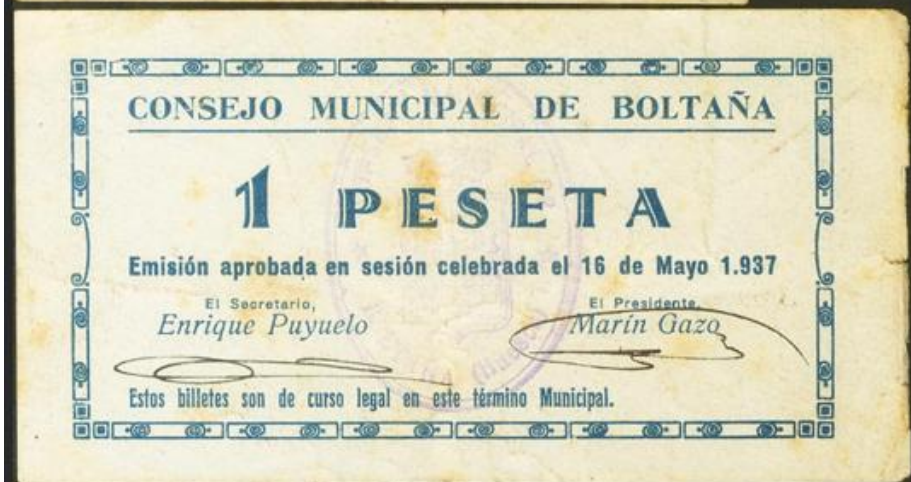 CONSEJO MUNICIPAL DE BOLTAÑA
1 PESETA
Emisión aprobada en sesión celebrada el 16 de Mayo 1.937
El Secretario,
Enrique Puyuelo
El Presidente,
Marín Gazo
Estos billetes son de curso legal en este término Municipal.